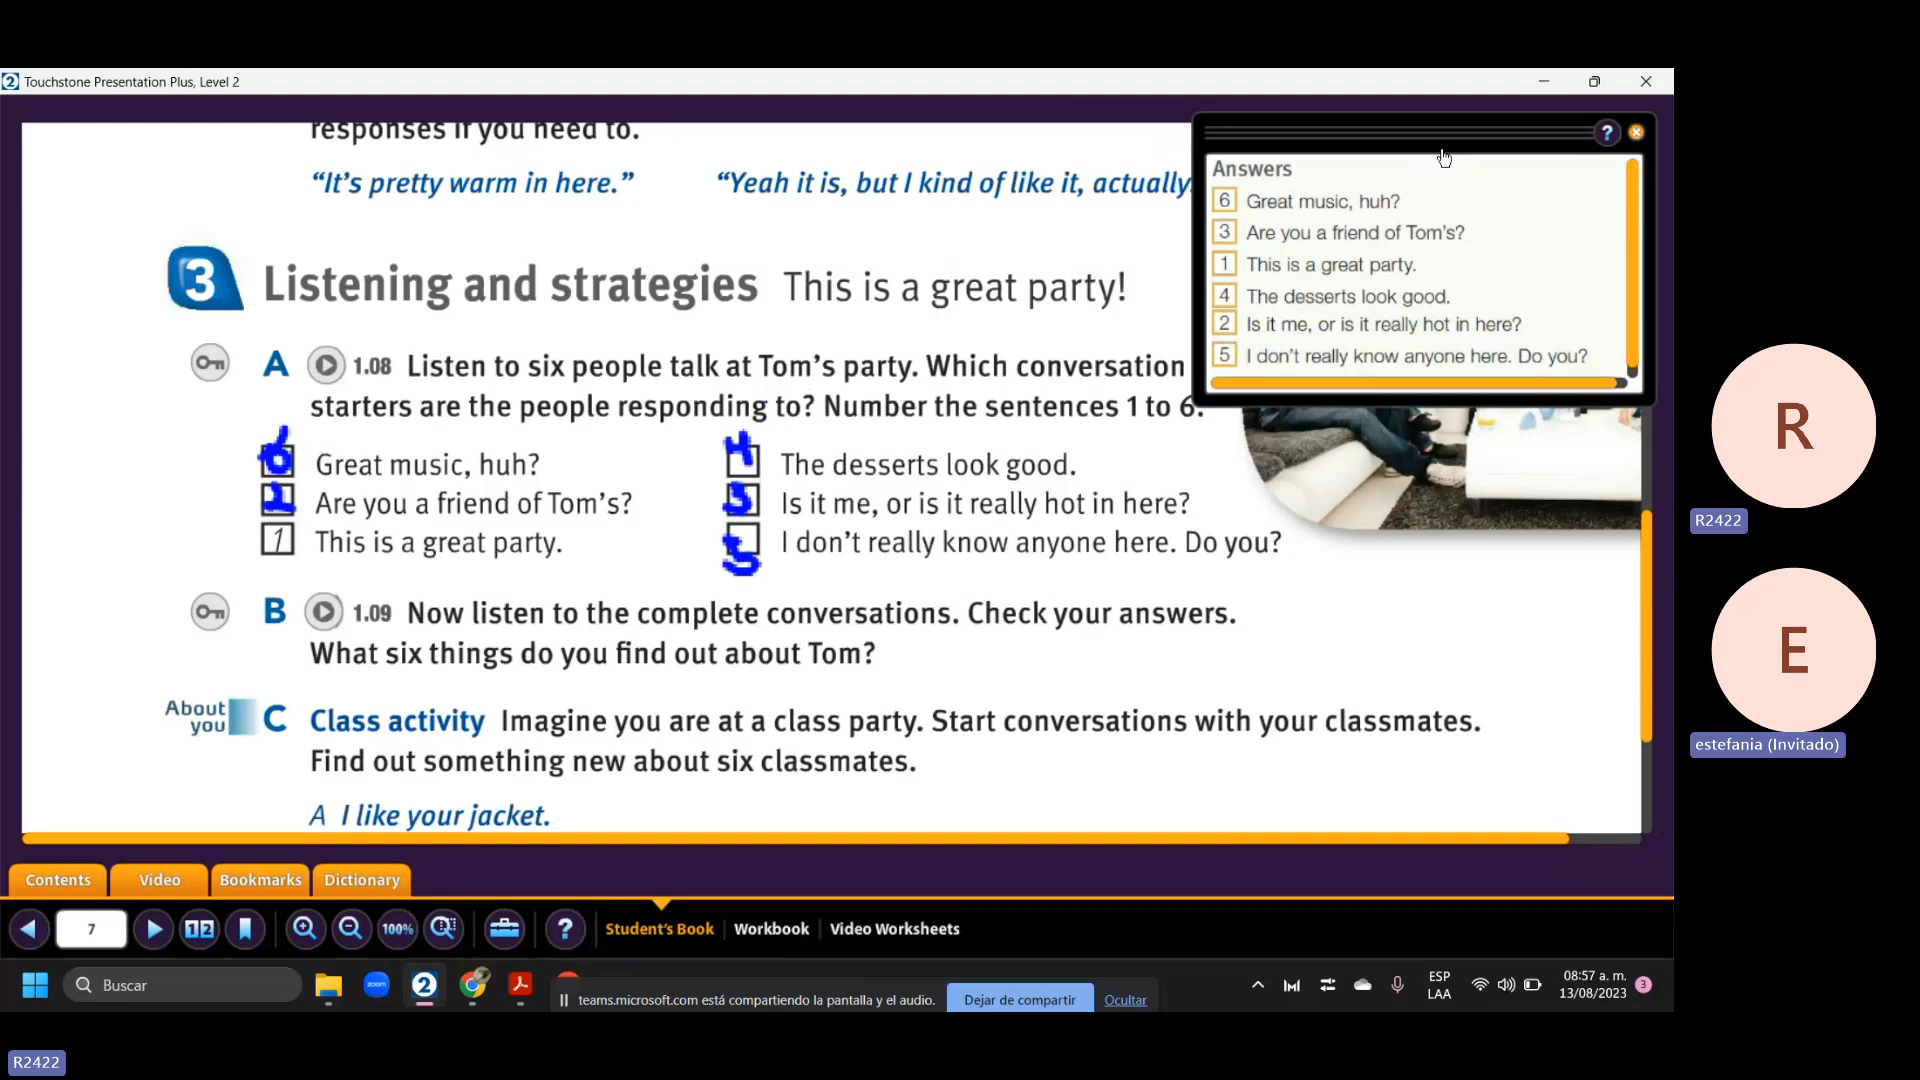 Touchstone Presentation Plus, Level 2
responses if you need to.
“It’s pretty warm in here.” “Yeah it is, but I kind of like it, actually.
3 Listening and strategies This is a great party!
A 1.08 Listen to six people talk at Tom’s party. Which conversation
starters are the people responding to? Number the sentences 1 to 6.
6 Great music, huh? 4 The desserts look good.
2 Are you a friend of Tom’s? 3 Is it me, or is it really hot in here?
1 This is a great party. 5 I don’t really know anyone here. Do you?
B 1.09 Now listen to the complete conversations. Check your answers.
What six things do you find out about Tom?
About
you
C Class activity Imagine you are at a class party. Start conversations with your classmates.
Find out something new about six classmates.
A I like your jacket.
?
Answers
6 Great music, huh?
3 Are you a friend of Tom's?
1 This is a great party.
4 The desserts look good.
2 Is it me, or is it really hot in here?
5 I don't really know anyone here. Do you?
Contents Video Bookmarks Dictionary
7 12 100% ? Student's Book Workbook Video Worksheets
Buscar zoom 2
teams.microsoft.com está compartiendo la pantalla y el audio. Dejar de compartir Ocultar
ESP
LAA
08:57 a. m.
13/08/2023 3
R
R2422
E
estefania (Invitado)
R2422